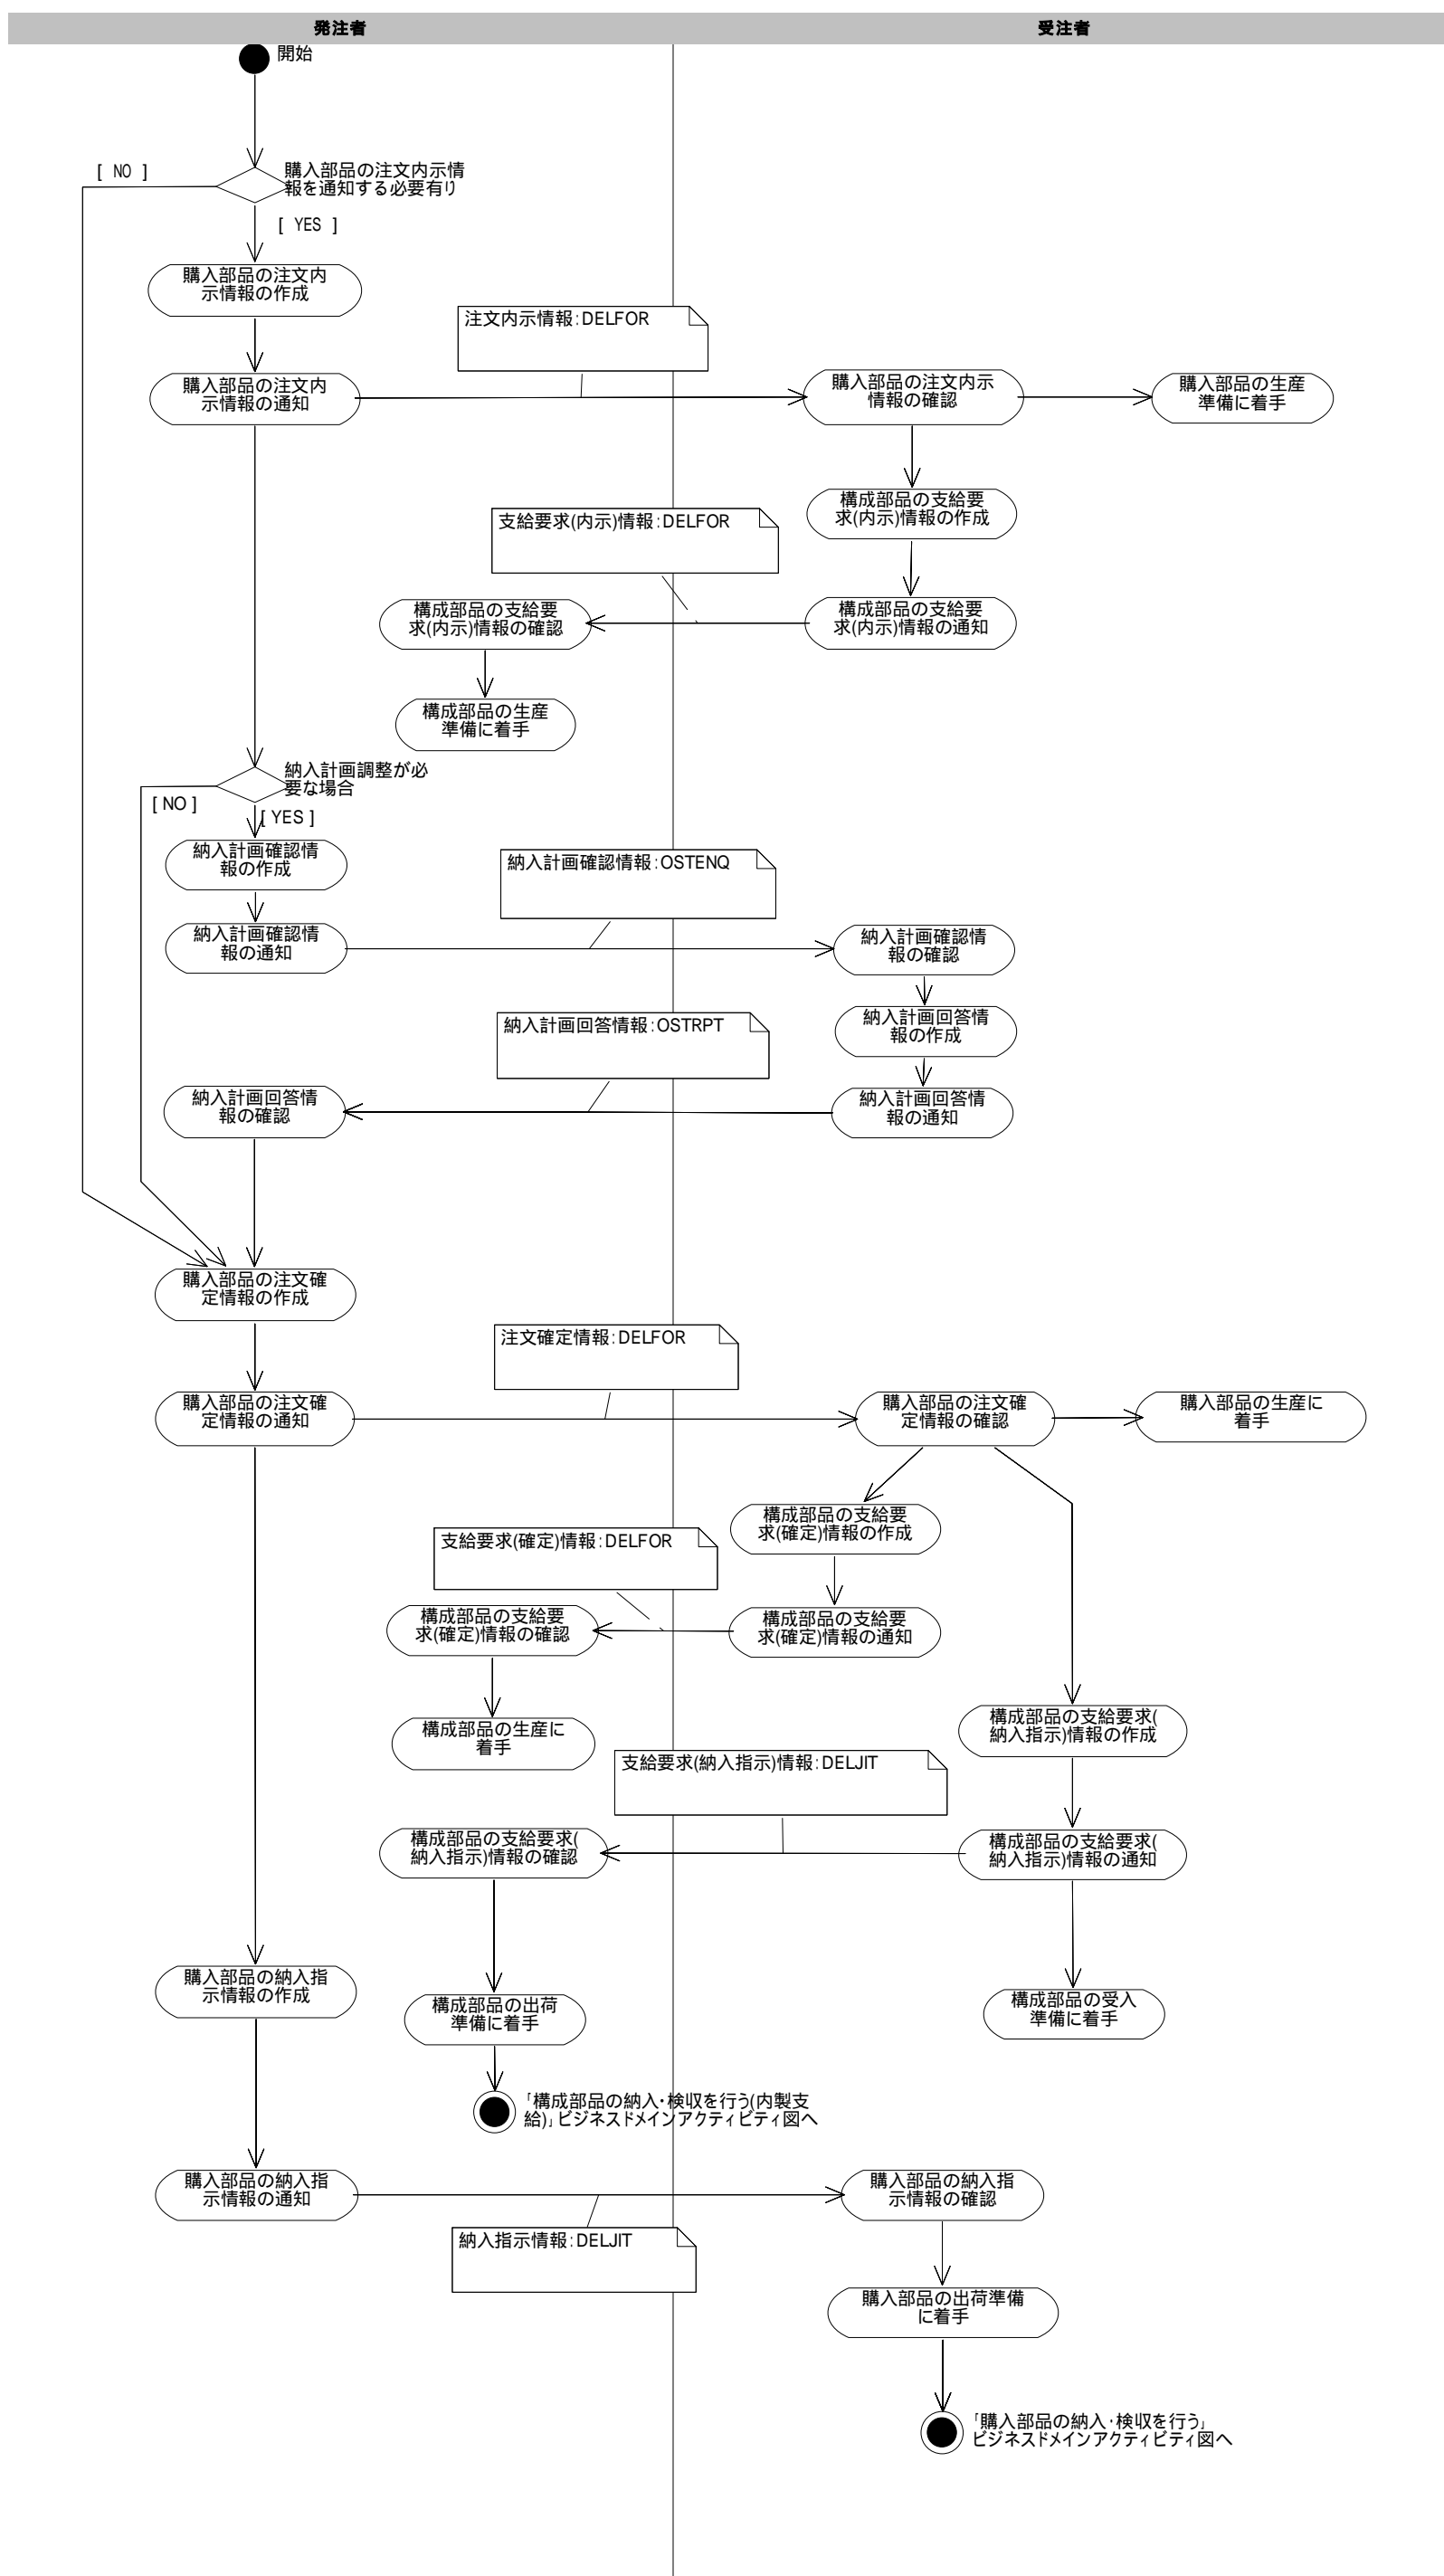 発注者
受注者
開始
[ NO ]
購入部品の注文内示情
報を通知する必要有り
[ YES ]
購入部品の注文内
示情報の作成
注文内示情報:DELFOR
購入部品の注文内
示情報の通知
購入部品の注文内示
情報の確認
購入部品の生産
準備に着手
構成部品の支給要
求(内示)情報の作成
支給要求(内示)情報:DELFOR
構成部品の支給要
求(内示)情報の確認
構成部品の支給要
求(内示)情報の通知
構成部品の生産
準備に着手
納入計画調整が必
要な場合
[ NO ]
[ YES ]
納入計画確認情
報の作成
納入計画確認情報:OSTENQ
納入計画確認情
報の通知
納入計画確認情
報の確認
納入計画回答情
報の作成
納入計画回答情報:OSTRPT
納入計画回答情
報の確認
納入計画回答情
報の通知
購入部品の注文確
定情報の作成
注文確定情報:DELFOR
購入部品の注文確
定情報の通知
購入部品の注文確
定情報の確認
購入部品の生産に
着手
構成部品の支給要
求(確定)情報の作成
支給要求(確定)情報:DELFOR
構成部品の支給要
求(確定)情報の確認
構成部品の支給要
求(確定)情報の通知
構成部品の生産に
着手
構成部品の支給要求(
納入指示)情報の作成
支給要求(納入指示)情報:DELJIT
構成部品の支給要求(
納入指示)情報の確認
構成部品の支給要求(
納入指示)情報の通知
購入部品の納入指
示情報の作成
構成部品の出荷
準備に着手
構成部品の受入
準備に着手
「構成部品の納入・検収を行う(内製支
給)」ビジネスドメインアクティビティ図へ
購入部品の納入指
示情報の通知
購入部品の納入指
示情報の確認
納入指示情報:DELJIT
購入部品の出荷準備
に着手
「購入部品の納入・検収を行う」
ビジネスドメインアクティビティ図へ